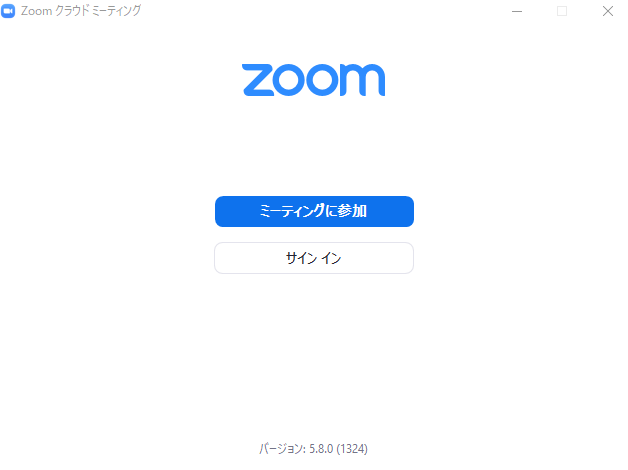 Zoom クラウド ミーティング
zoom
ミーティングに参加
サイン イン
バージョン: 5.8.0 (1324)